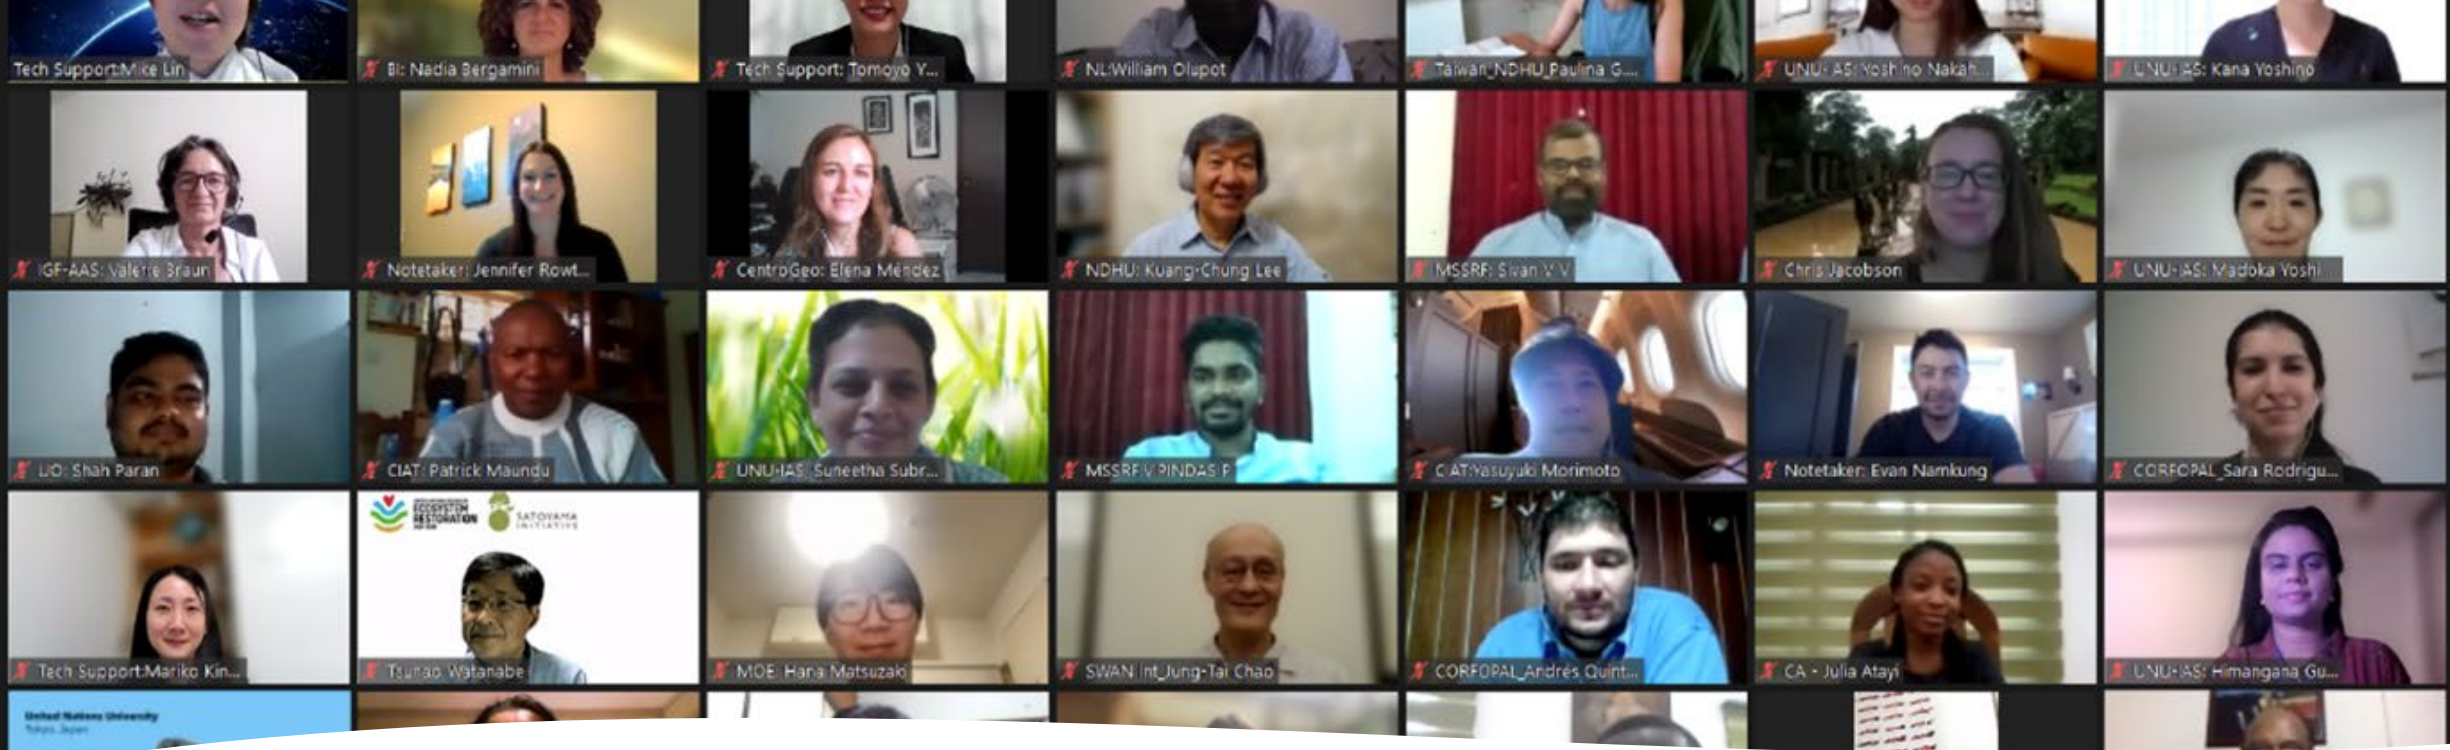 Tech Support:Mike Lin
BI: Nadia Bergamini
Tech Support: Tomoyo Y...
NL:William Olupot
Taiwan_NDHU_Paulina G....
UNU-IAS: Yoshino Nakah...
UNU-IAS: Kana Yoshino
IGF-AAS: Valerie Braun
Notetaker: Jennifer Rowt...
CentroGeo: Elena Méndez
NDHU: Kuang-Chung Lee
MSSRF: Sivan V V
Chris Jacobson
UNU-IAS: Madoka Yoshi
Shah Paran
CIAT: Patrick Maundu
UNU-IAS: Suneetha Subr...
MSSRF V PINDAS P
CIAT:Yasuyuki Morimoto
Notetaker: Evan Namkung
CORFOPAL_Sara Rodrigu...
ECOSYSTEM
RESTORATION
SATOYAMA
INITIATIVE
Tech Support:Mariko Kin...
Tsunao Watanabe
MOE: Hana Matsuzaki
SWAN Int_Jung-Tai Chao
CORFOPAL_Andrés Quint...
CA - Julia Atayi
UNU-IAS: Himangana Gu...
United Nations University
Tokyo, Japan